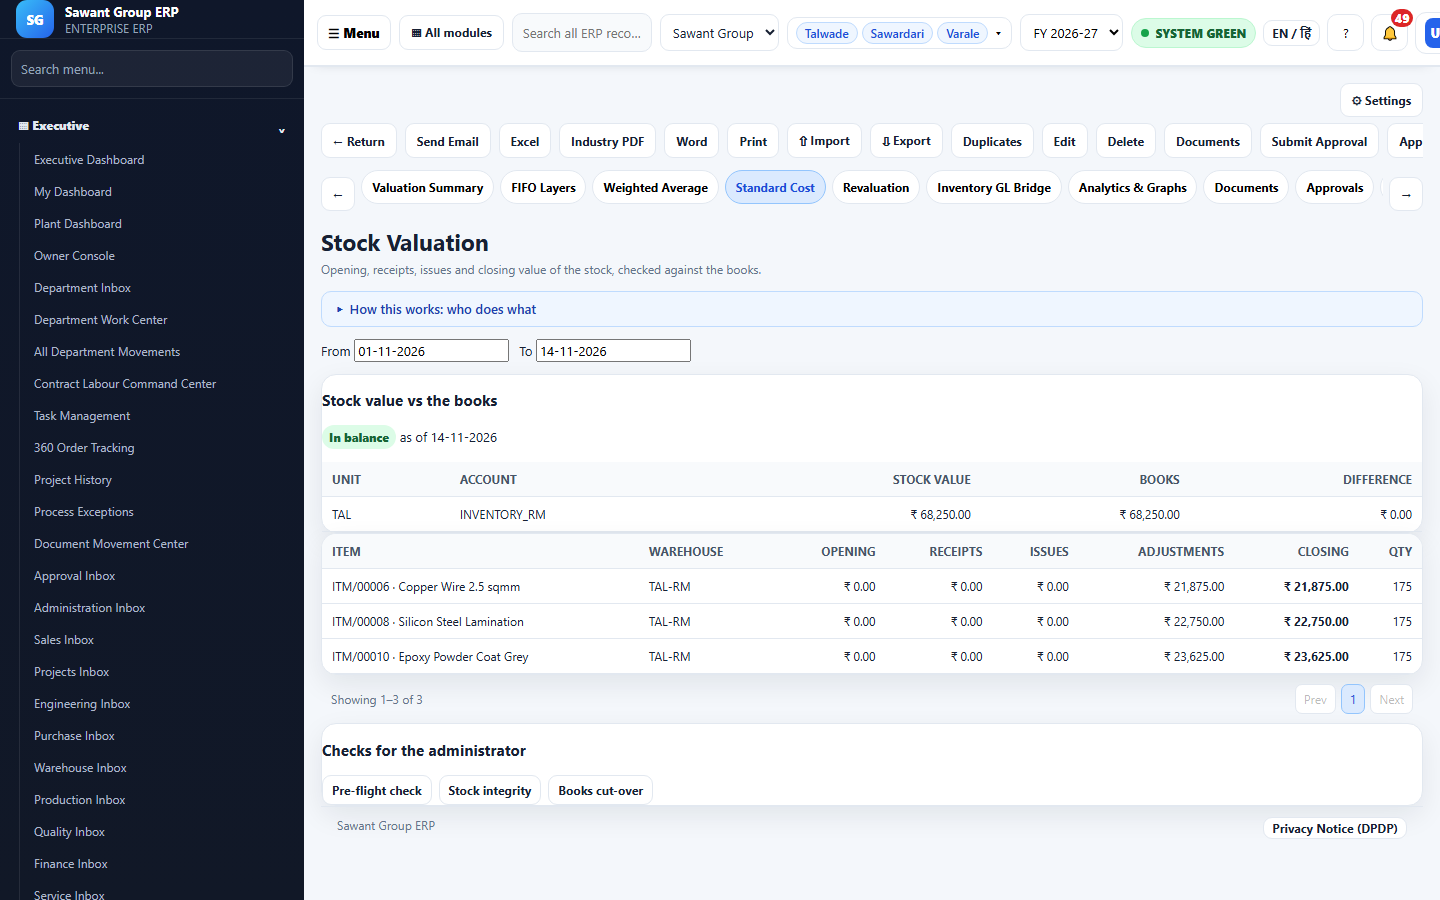 SG
Sawant Group ERP
ENTERPRISE ERP
☰ Menu
▦ All modules
Search all ERP reco...
Sawant Group
Talwade
Sawardari
Varale
FY 2026-27
SYSTEM GREEN
EN / हिं
?
49
Search menu...
⚙ Settings
Executive
Executive Dashboard
My Dashboard
Plant Dashboard
Owner Console
Department Inbox
Department Work Center
All Department Movements
Contract Labour Command Center
Task Management
360 Order Tracking
Project History
Process Exceptions
Document Movement Center
Approval Inbox
Administration Inbox
Sales Inbox
Projects Inbox
Engineering Inbox
Purchase Inbox
Warehouse Inbox
Production Inbox
Quality Inbox
Finance Inbox
Service Inbox
← Return
Send Email
Excel
Industry PDF
Word
Print
⇧ Import
⇩ Export
Duplicates
Edit
Delete
Documents
Submit Approval
App
←
Valuation Summary
FIFO Layers
Weighted Average
Standard Cost
Revaluation
Inventory GL Bridge
Analytics & Graphs
Documents
Approvals
→
Stock Valuation
Opening, receipts, issues and closing value of the stock, checked against the books.
▸ How this works: who does what
From 01-11-2026 To 14-11-2026
Stock value vs the books
In balance as of 14-11-2026
UNIT ACCOUNT STOCK VALUE BOOKS DIFFERENCE
TAL INVENTORY_RM ₹ 68,250.00 ₹ 68,250.00 ₹ 0.00
ITEM WAREHOUSE OPENING RECEIPTS ISSUES ADJUSTMENTS CLOSING QTY
ITM/00006 · Copper Wire 2.5 sqmm TAL-RM ₹ 0.00 ₹ 0.00 ₹ 0.00 ₹ 21,875.00 ₹ 21,875.00 175
ITM/00008 · Silicon Steel Lamination TAL-RM ₹ 0.00 ₹ 0.00 ₹ 0.00 ₹ 22,750.00 ₹ 22,750.00 175
ITM/00010 · Epoxy Powder Coat Grey TAL-RM ₹ 0.00 ₹ 0.00 ₹ 0.00 ₹ 23,625.00 ₹ 23,625.00 175
Showing 1–3 of 3
Prev
1
Next
Checks for the administrator
Pre-flight check
Stock integrity
Books cut-over
Sawant Group ERP
Privacy Notice (DPDP)